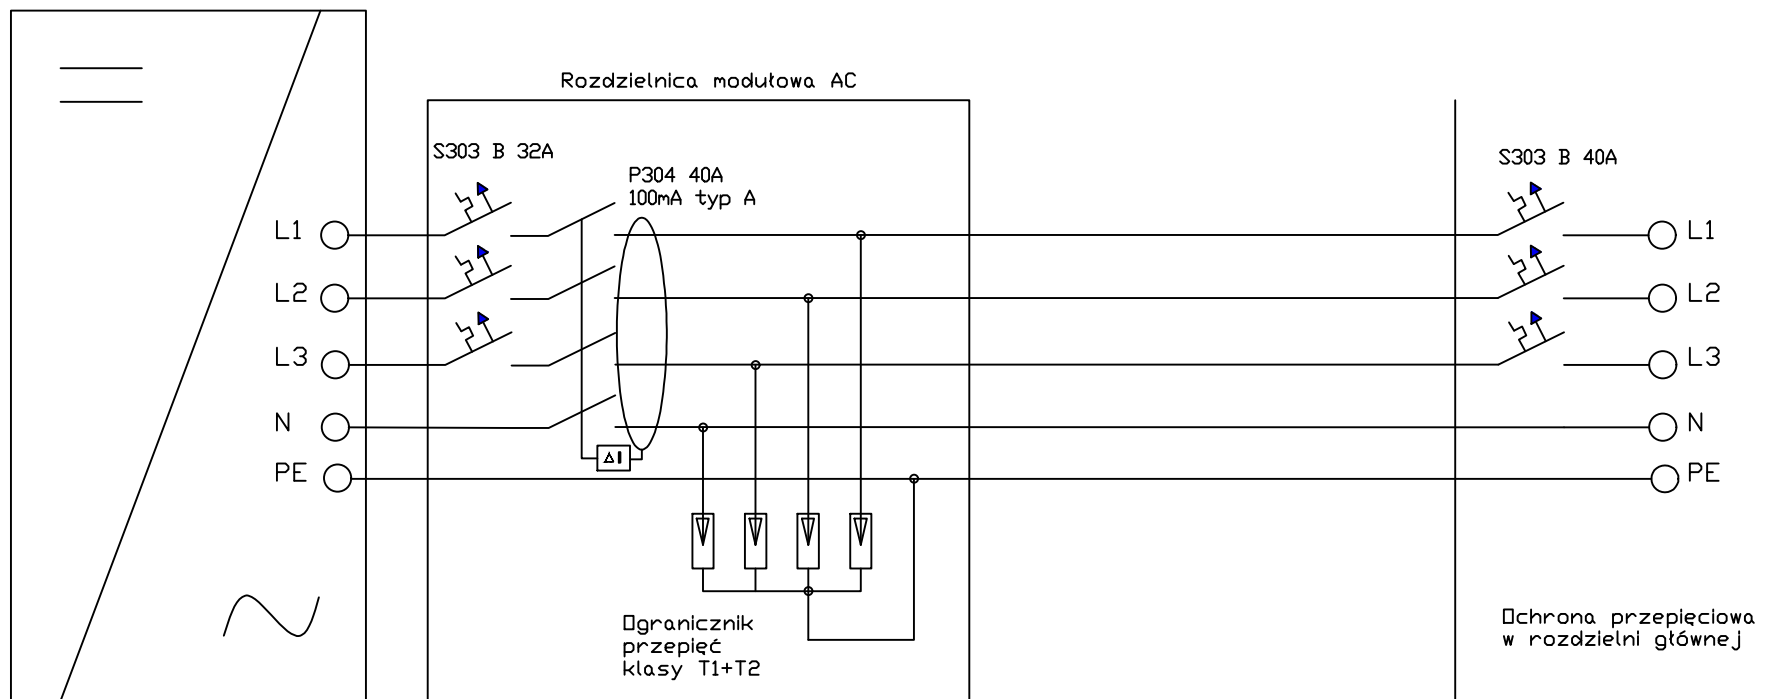 Rozdzielnica modułowa AC
S303 B 32A
P304 40A
100mA typ A
S303 B 40A
L1
L2
L3
N
PE
ΔI
L1
L2
L3
N
PE
Ogranicznik
przepięć
klasy T1+T2
Ochrona przepięciowa
w rozdzielni głównej